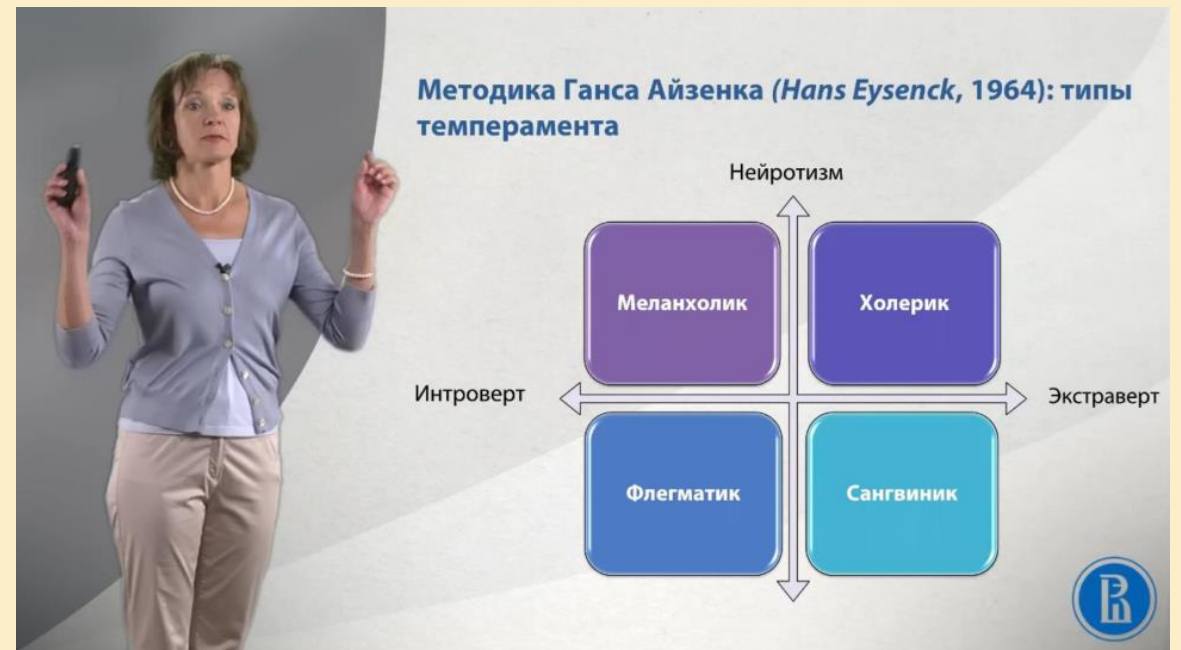 Методика Ганса Айзенка (Hans Eysenck, 1964): типы
темперамента
Нейротизм
Меланхолик
Холерик
Интроверт
Экстраверт
Флегматик
Сангвиник